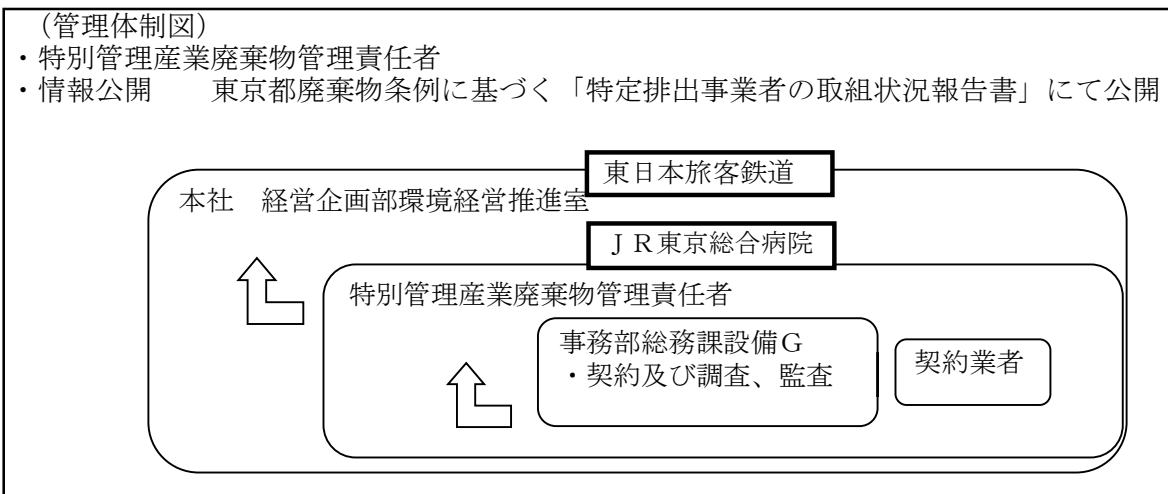 （管理体制図）
・特別管理産業廃棄物管理責任者
・情報公開　　東京都廃棄物条例に基づく「特定排出事業者の取組状況報告書」にて公開
東日本旅客鉄道
本社　経営企画部環境経営推進室
ＪＲ東京総合病院
特別管理産業廃棄物管理責任者
事務部総務課設備Ｇ
・契約及び調査、監査
契約業者